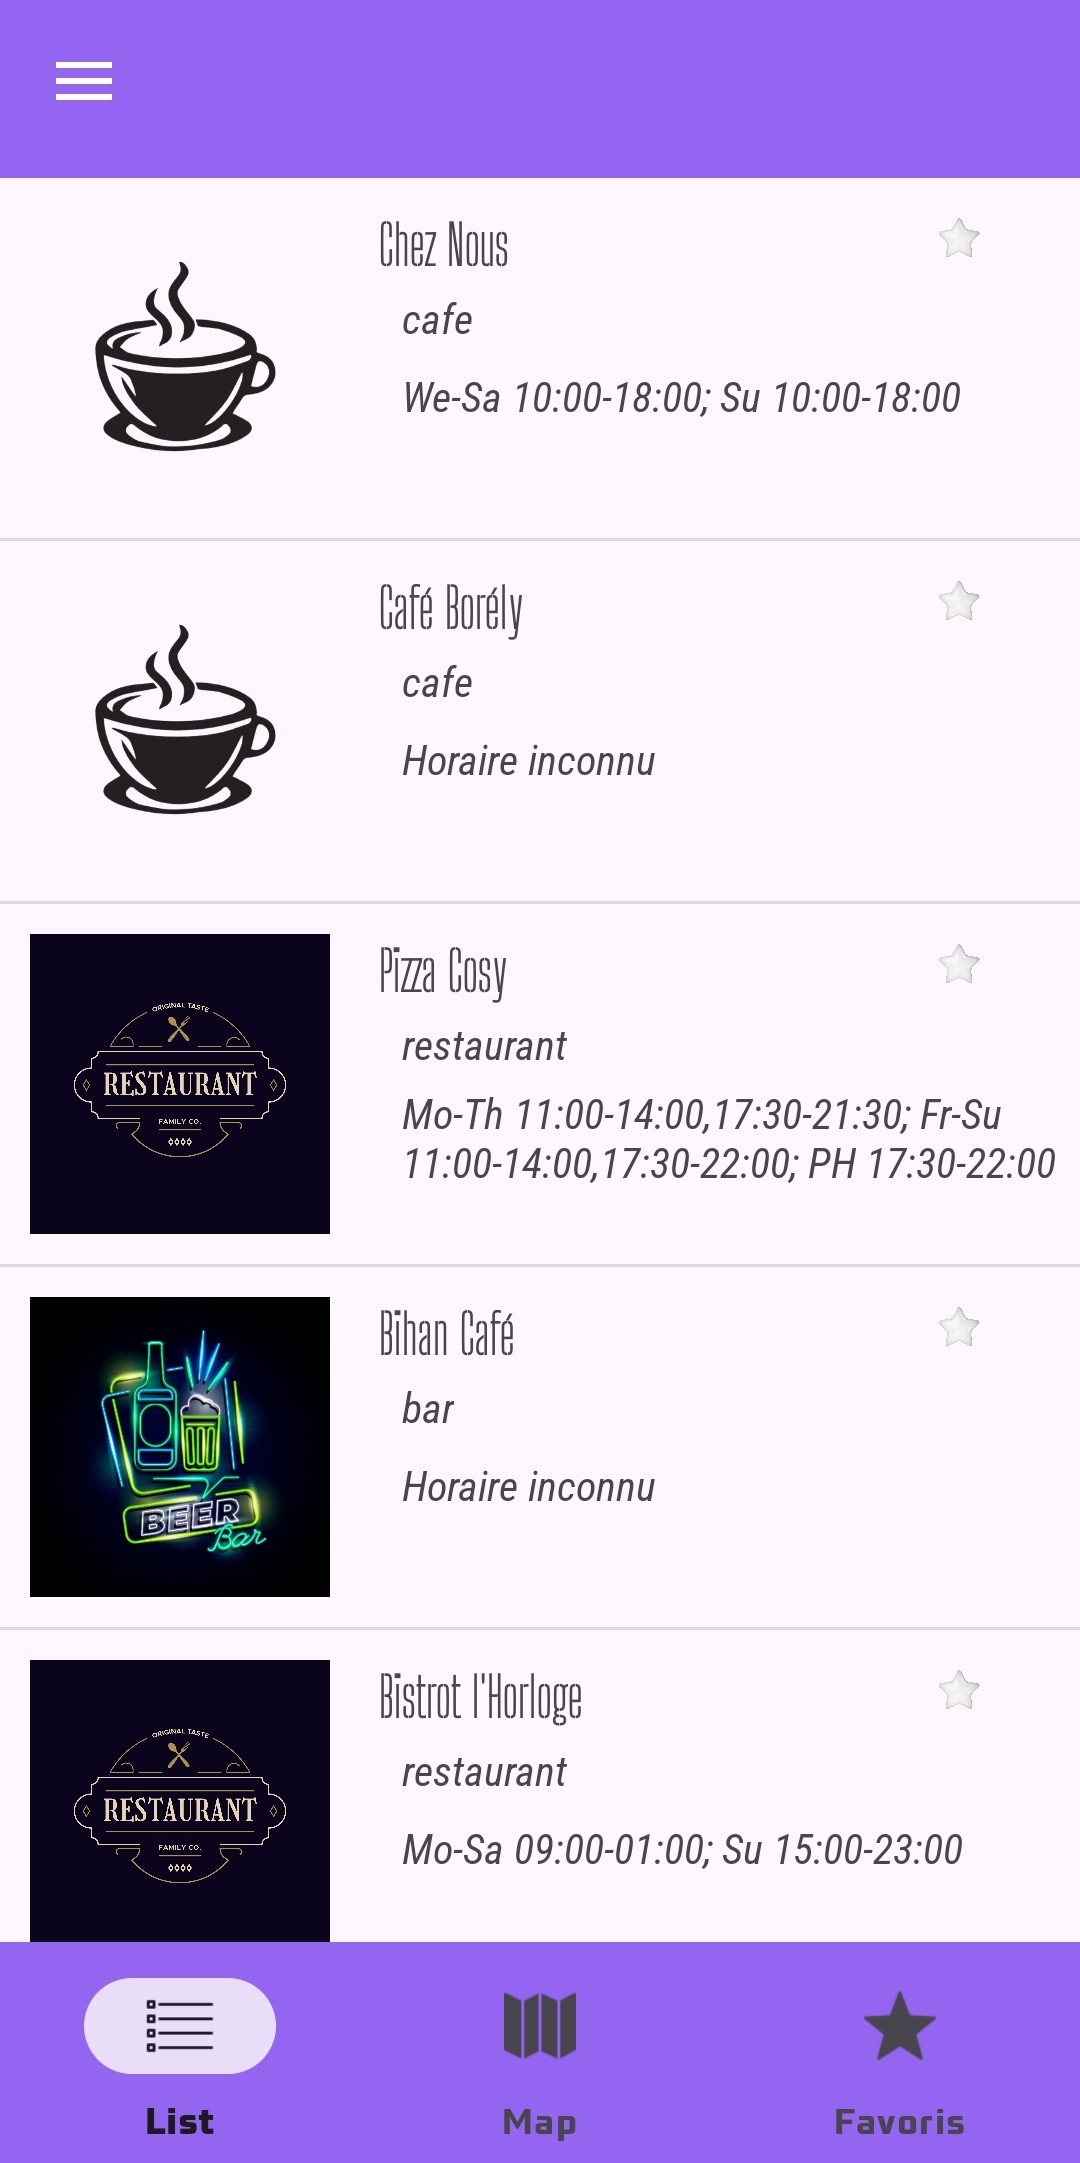 Chez Nous
cafe
We-Sa 10:00-18:00; Su 10:00-18:00
Café Borély
cafe
Horaire inconnu
ORIGINAL TASTE
RESTAURANT
FAMILY CO.
Pizza Cosy
restaurant
Mo-Th 11:00-14:00,17:30-21:30; Fr-Su
11:00-14:00,17:30-22:00; PH 17:30-22:00
BEER
Bar
Bihan Café
bar
Horaire inconnu
ORIGINAL TASTE
RESTAURANT
FAMILY CO.
Bistrot l'Horloge
restaurant
Mo-Sa 09:00-01:00; Su 15:00-23:00
List
Map
Favoris